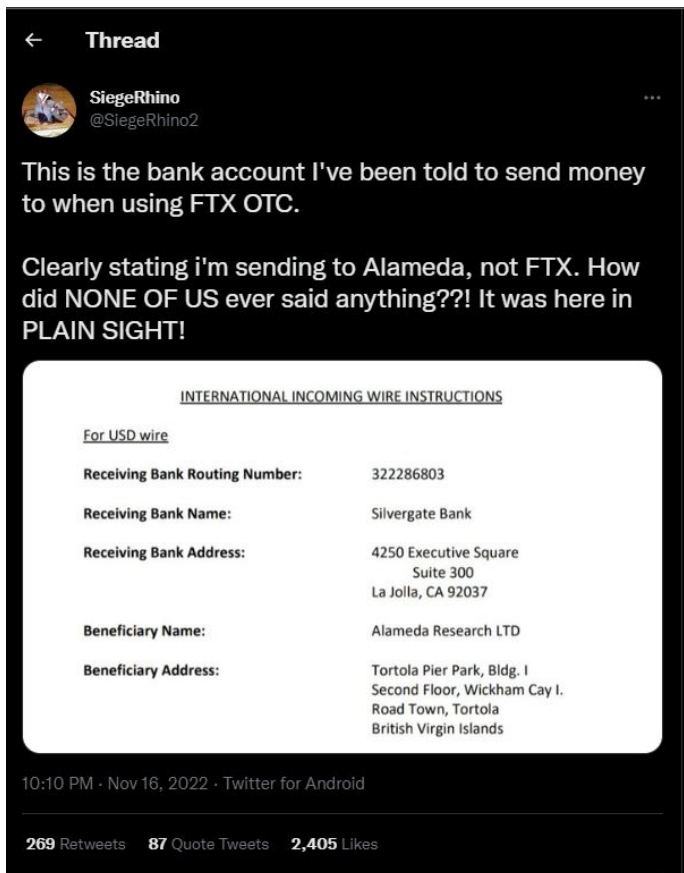 Thread
SiegeRhino
@SiegeRhino2
This is the bank account I've been told to send money
to when using FTX OTC.
Clearly stating i'm sending to Alameda, not FTX. How
did NONE OF US ever said anything??! It was here in
PLAIN SIGHT!
INTERNATIONAL INCOMING WIRE INSTRUCTIONS
For USD wire
Receiving Bank Routing Number: 322286803
Receiving Bank Name: Silvergate Bank
Receiving Bank Address: 4250 Executive Square
Suite 300
La Jolla, CA 92037
Beneficiary Name: Alameda Research LTD
Beneficiary Address: Tortola Pier Park, Bldg. I
Second Floor, Wickham Cay I.
Road Town, Tortola
British Virgin Islands
10:10 PM · Nov 16, 2022 · Twitter for Android
269 Retweets 87 Quote Tweets 2,405 Likes